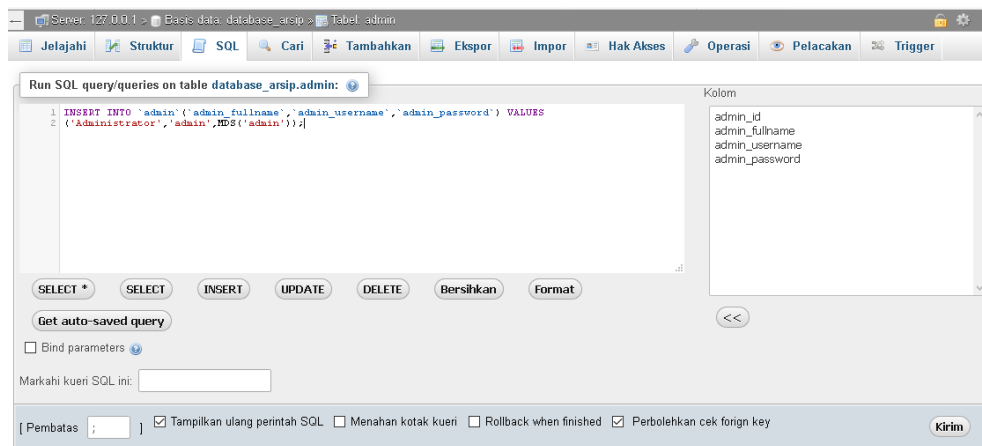 Server: 127.0.0.1 » Basis data: database_arsip » Tabel: admin
Jelajahi Struktur SQL Cari Tambahkan Ekspor Impor Hak Akses Operasi Pelacakan Trigger
Run SQL query/queries on table database_arsip.admin:
Kolom
1 INSERT INTO `admin`(`admin_fullname`,`admin_username`,`admin_password`) VALUES
2 ('Administrator','admin',MD5('admin'));
admin_id
admin_fullname
admin_username
admin_password
SELECT * SELECT INSERT UPDATE DELETE Bersihkan Format
<<
Get auto-saved query
Bind parameters
Markahi kueri SQL ini:
[ Pembatas ; ] Tampilkan ulang perintah SQL Menahan kotak kueri Rollback when finished Perbolehkan cek forign key Kirim